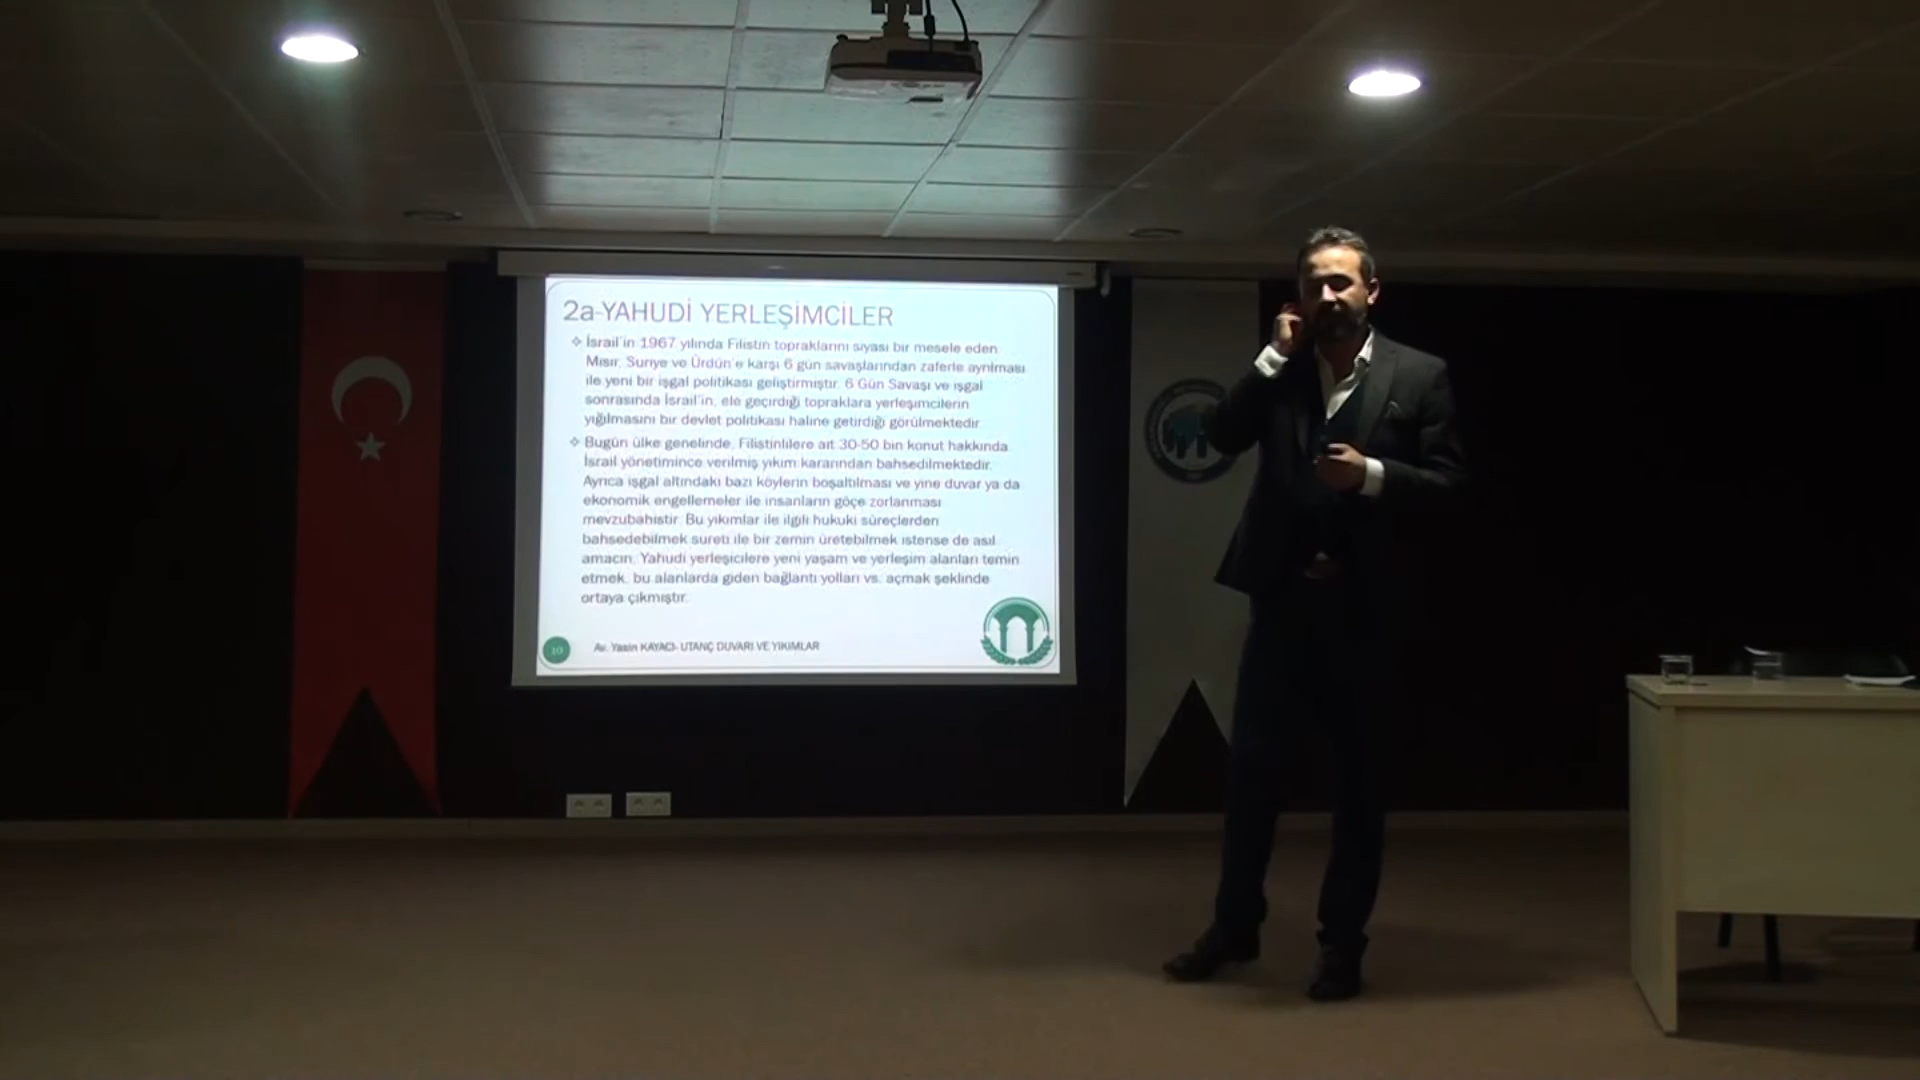 2a-YAHUDİ YERLEŞİMCİLER
İsrail'in 1967 yılında Filistin topraklarını siyasi bir mesele eden
Mısır, Suriye ve Ürdün'e karşı 6 gün savaşlarından zaferle ayrılması
ile yeni bir işgal politikası geliştirmiştir. 6 Gün Savaşı ve işgal
sonrasında İsrail'in, ele geçirdiği topraklara yerleşimcilerin
yığılmasını bir devlet politikası haline getirdiği görülmektedir.
Bugün ülke genelinde, Filistinlilere ait 30-50 bin konut hakkında
İsrail yönetimince verilmiş yıkım kararından bahsedilmektedir.
Ayrıca işgal altındaki bazı köylerin boşaltılması ve yine duvar ya da
ekonomik engellemeler ile insanların göçe zorlanması
mevzubahistir. Bu yıkımlar ile ilgili hukuki süreçlerden
bahsedebilmek sureti ile bir zemin üretebilmek istense de asıl
amacın, Yahudi yerleşicilere yeni yaşam ve yerleşim alanları temin
etmek, bu alanlarda giden bağlantı yolları vs. açmak şeklinde
ortaya çıkmıştır.
10 Av. Yasin KAYACI- UTANÇ DUVARI VE YIKIMLAR